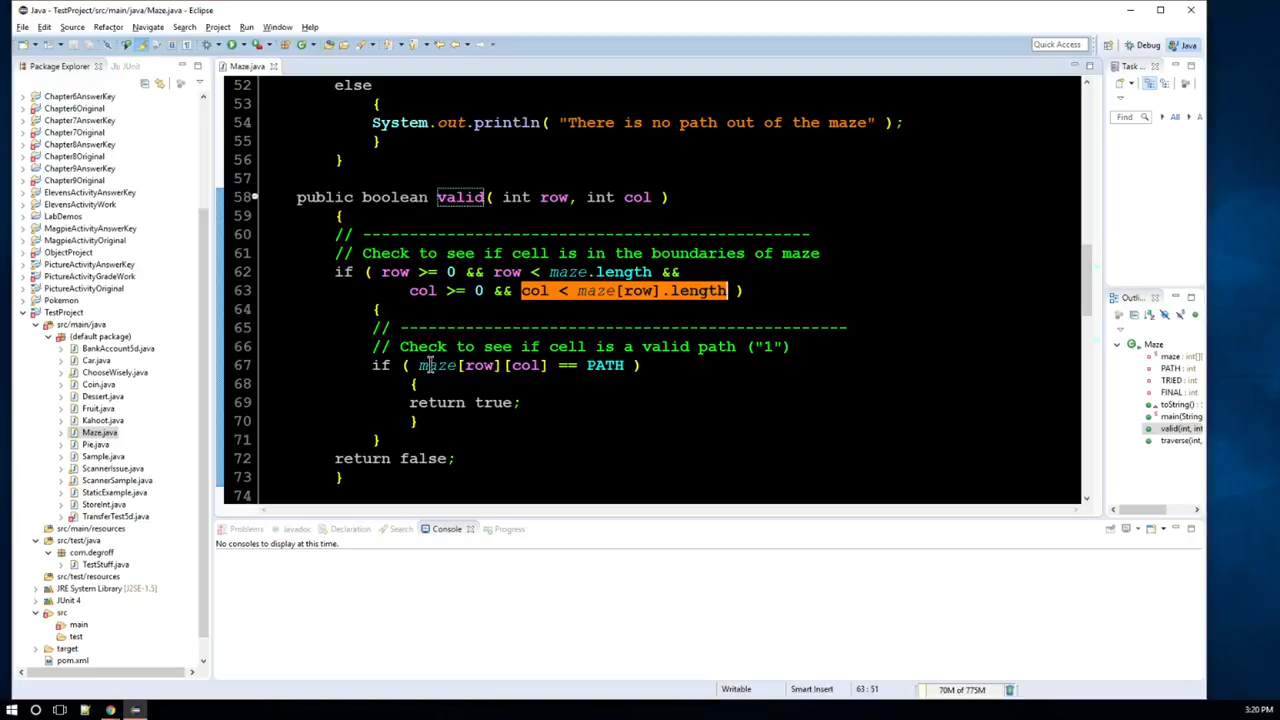 Java - TestProject/src/main/java/Maze.java - Eclipse
File Edit Source Refactor Navigate Search Project Run Window Help
Quick Access
Debug
Java
Package Explorer
JUnit
Chapter6AnswerKey
Chapter6Original
Chapter7AnswerKey
Chapter7Original
Chapter8AnswerKey
Chapter8Original
Chapter9AnswerKey
Chapter9Original
ElevensActivityAnswerKey
ElevensActivityWork
LabDemos
MagpieActivityAnswerKey
MagpieActivityOriginal
ObjectProject
PictureActivityAnswerKey
PictureActivityGradeWork
PictureActivityOriginal
Pokemon
TestProject
src/main/java
(default package)
BankAccount5d.java
Car.java
ChooseWisely.java
Coin.java
Dessert.java
Fruit.java
Kahoot.java
Maze.java
Pie.java
Sample.java
ScannerIssue.java
ScannerSample.java
StaticExample.java
StoreInt.java
TransferTest5d.java
src/main/resources
src/test/java
com.degroff
TestStuff.java
src/test/resources
JRE System Library [J2SE-1.5]
JUnit 4
src
main
test
target
pom.xml
Maze.java
52 else
53 {
54 System.out.println( "There is no path out of the maze" );
55 }
56 }
57
58 public boolean valid( int row, int col )
59 {
60 // ------------------------------------------------
61 // Check to see if cell is in the boundaries of maze
62 if ( row >= 0 && row < maze.length &&
63 col >= 0 && col < maze[row].length )
64 {
65 // ------------------------------------------------
66 // Check to see if cell is a valid path ("1")
67 if ( maze[row][col] == PATH )
68 {
69 return true;
70 }
71 }
72 return false;
73 }
74
Task
Find
All
Outli
Maze
maze : int[]
PATH : int
TRIED : int
FINAL : int
toString() :
main(String
valid(int, int
traverse(int,
Problems Javadoc Declaration Search Console Progress
No consoles to display at this time.
Writable
Smart Insert
63 : 51
70M of 775M
3:20 PM